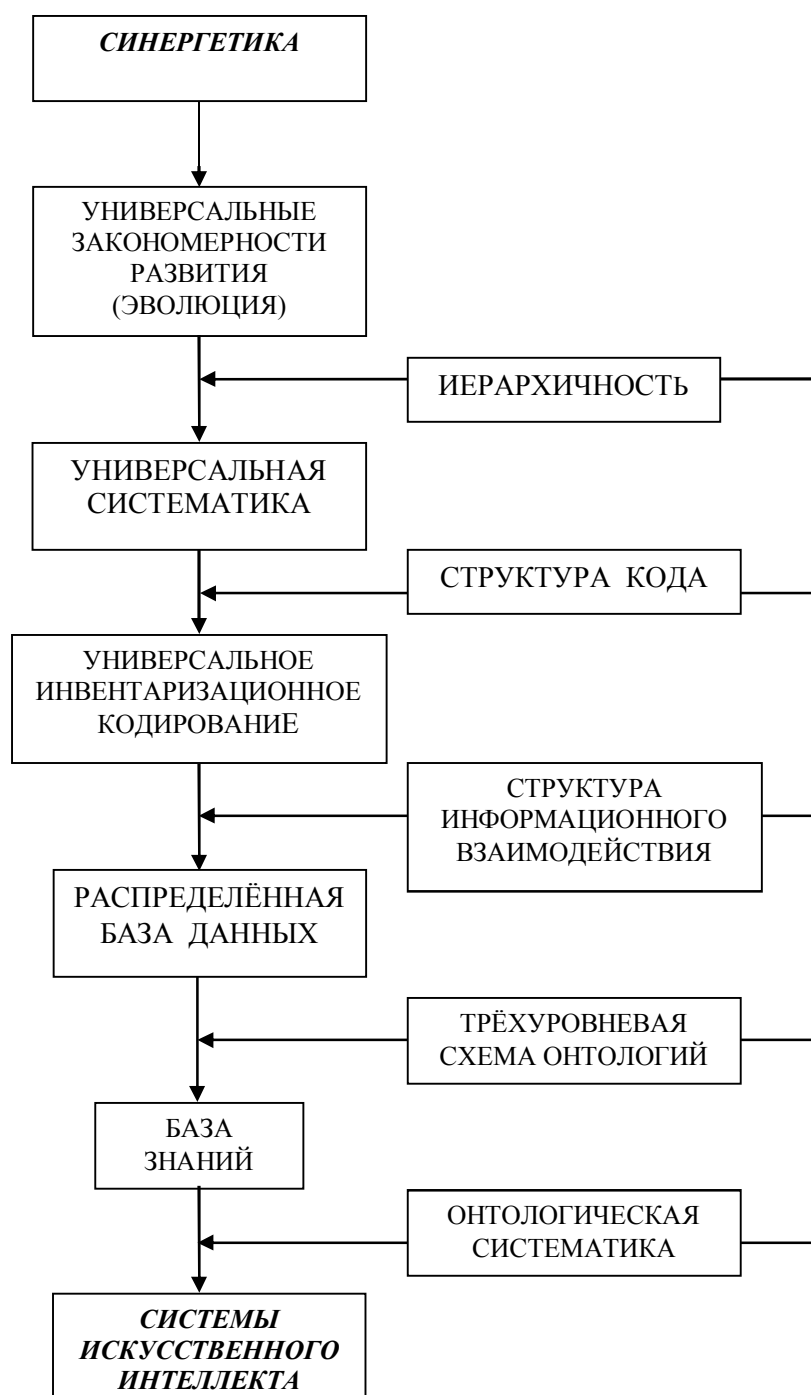 СИНЕРГЕТИКА
УНИВЕРСАЛЬНЫЕ
ЗАКОНОМЕРНОСТИ
РАЗВИТИЯ
(ЭВОЛЮЦИЯ)
ИЕРАРХИЧНОСТЬ
УНИВЕРСАЛЬНАЯ
СИСТЕМАТИКА
СТРУКТУРА КОДА
УНИВЕРСАЛЬНОЕ
ИНВЕНТАРИЗАЦИОННОЕ
КОДИРОВАНИЕ
СТРУКТУРА
ИНФОРМАЦИОННОГО
ВЗАИМОДЕЙСТВИЯ
РАСПРЕДЕЛЁННАЯ
БАЗА ДАННЫХ
ТРЁХУРОВНЕВАЯ
СХЕМА ОНТОЛОГИЙ
БАЗА
ЗНАНИЙ
ОНТОЛОГИЧЕСКАЯ
СИСТЕМАТИКА
СИСТЕМЫ
ИСКУССТВЕННОГО
ИНТЕЛЛЕКТА